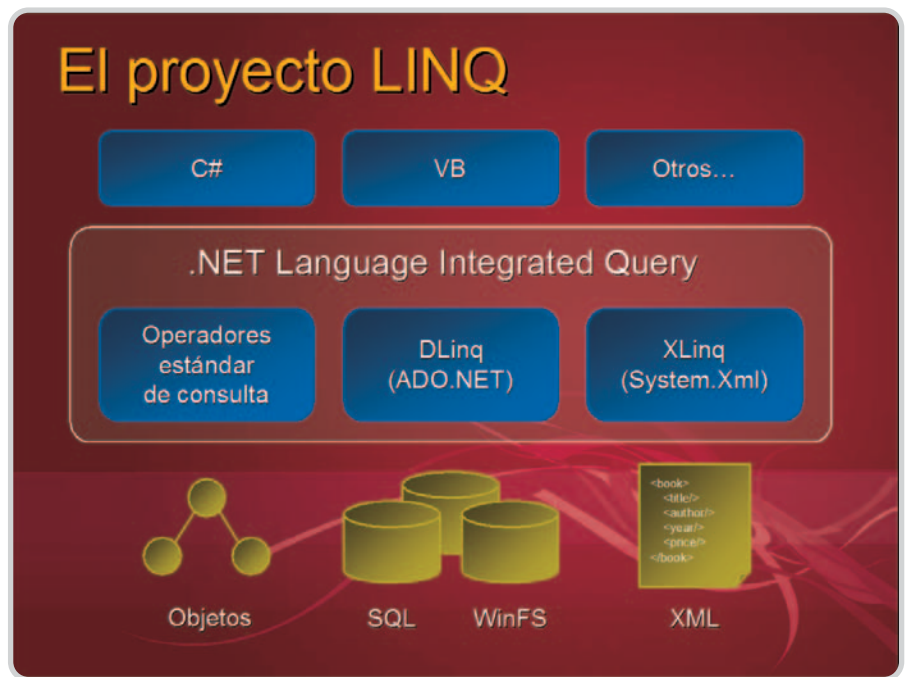 El proyecto LINQ
C#
VB
Otros...
.NET Language Integrated Query
Operadores
estándar
de consulta
DLinq
(ADO.NET)
XLinq
(System.Xml)
<book>
<title/>
<author/>
<year/>
<price/>
</book>
Objetos
SQL
WinFS
XML